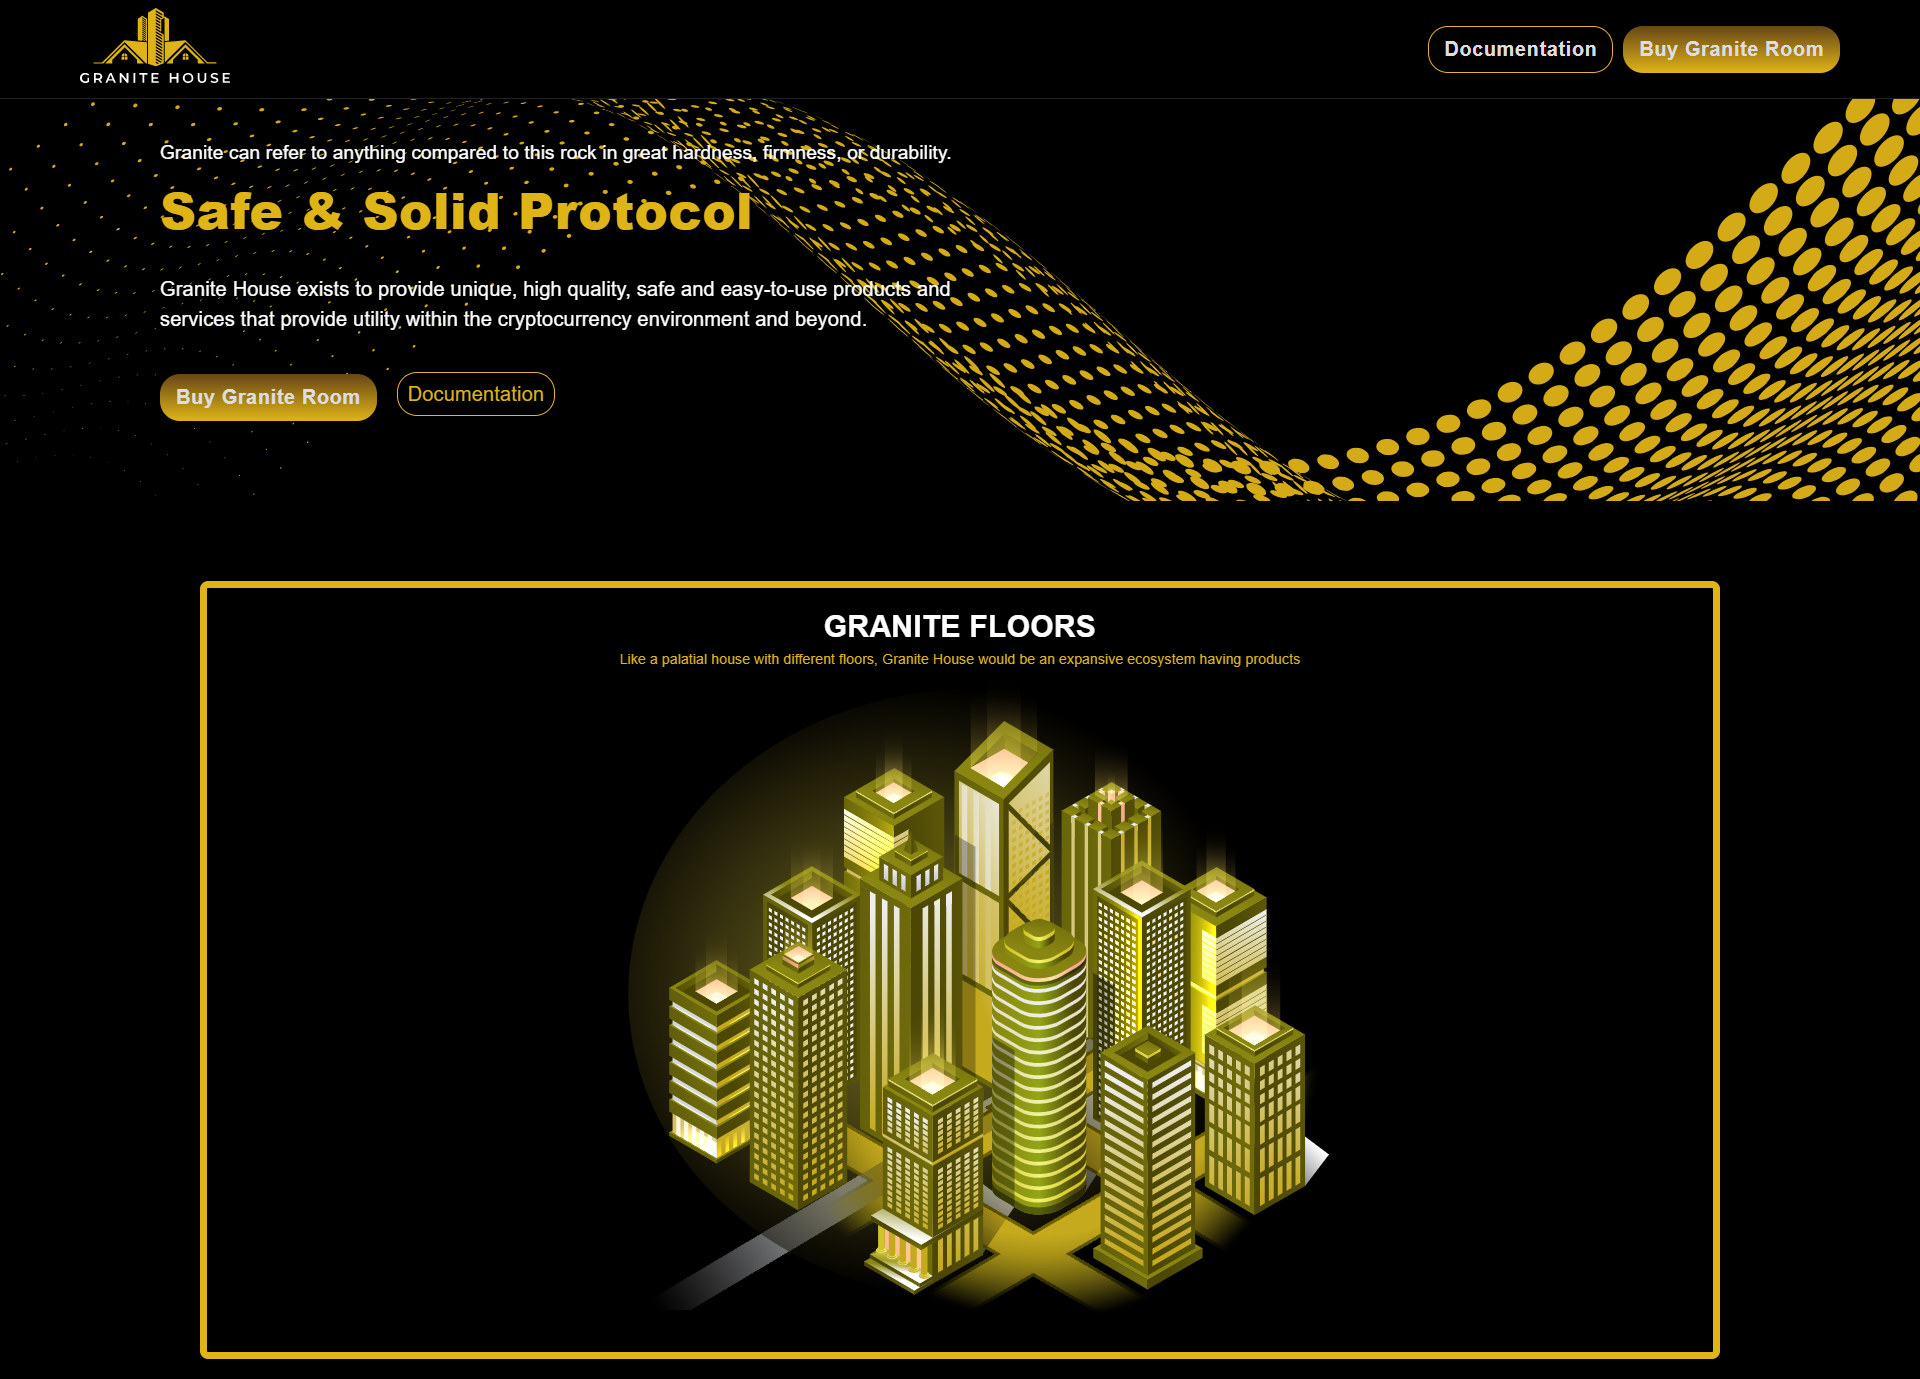 GRANITE HOUSE
Documentation
Buy Granite Room
Granite can refer to anything compared to this rock in great hardness, firmness, or durability.
Safe & Solid Protocol
Granite House exists to provide unique, high quality, safe and easy-to-use products and
services that provide utility within the cryptocurrency environment and beyond.
Buy Granite Room
Documentation
GRANITE FLOORS
Like a palatial house with different floors, Granite House would be an expansive ecosystem having products